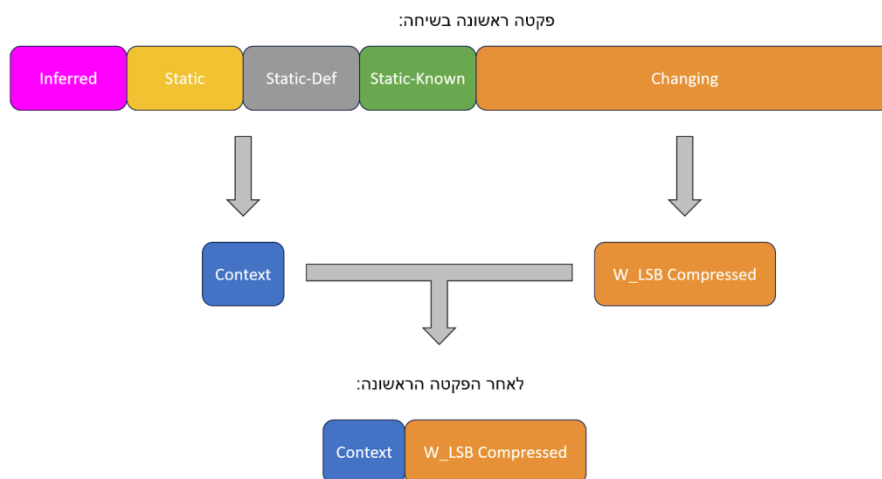 פקטה ראשונה בשיחה:
Inferred Static Static-Def Static-Known Changing
Context W_LSB Compressed
לאחר הפקטה הראשונה:
Context W_LSB Compressed